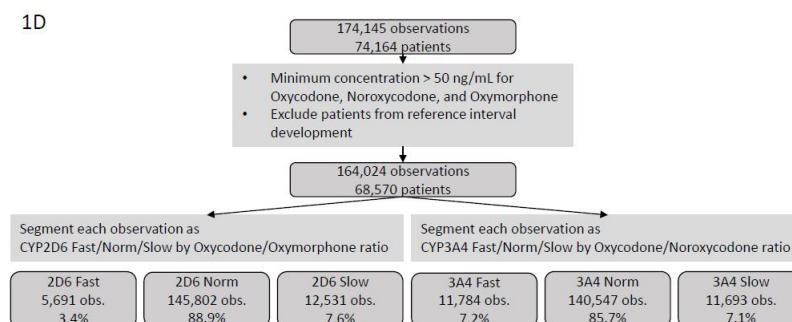 1D
174,145 observations
74,164 patients
• Minimum concentration > 50 ng/mL for
Oxycodone, Noroxycodone, and Oxymorphone
• Exclude patients from reference interval
development
164,024 observations
68,570 patients
Segment each observation as
CYP2D6 Fast/Norm/Slow by Oxycodone/Oxymorphone ratio
Segment each observation as
CYP3A4 Fast/Norm/Slow by Oxycodone/Noroxycodone ratio
2D6 Fast
5,691 obs.
3.4%
2D6 Norm
145,802 obs.
88.9%
2D6 Slow
12,531 obs.
7.6%
3A4 Fast
11,784 obs.
7.2%
3A4 Norm
140,547 obs.
85.7%
3A4 Slow
11,693 obs.
7.1%